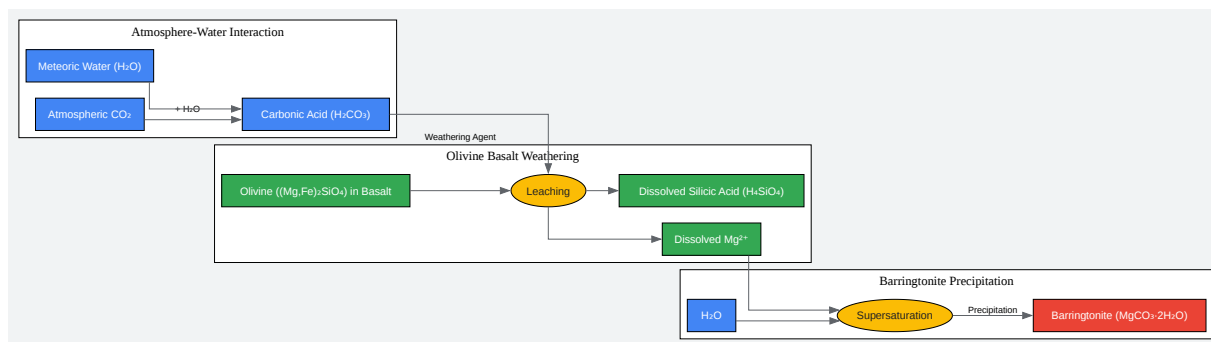 Atmosphere-Water Interaction
Meteoric Water (H₂O)
+ H₂O
Atmospheric CO₂
Carbonic Acid (H₂CO₃)
Weathering Agent
Olivine Basalt Weathering
Olivine ((Mg,Fe)₂SiO₄) in Basalt
Leaching
Dissolved Silicic Acid (H₄SiO₄)
Dissolved Mg²⁺
Barringtonite Precipitation
H₂O
Supersaturation
Precipitation
Barringtonite (MgCO₃·2H₂O)